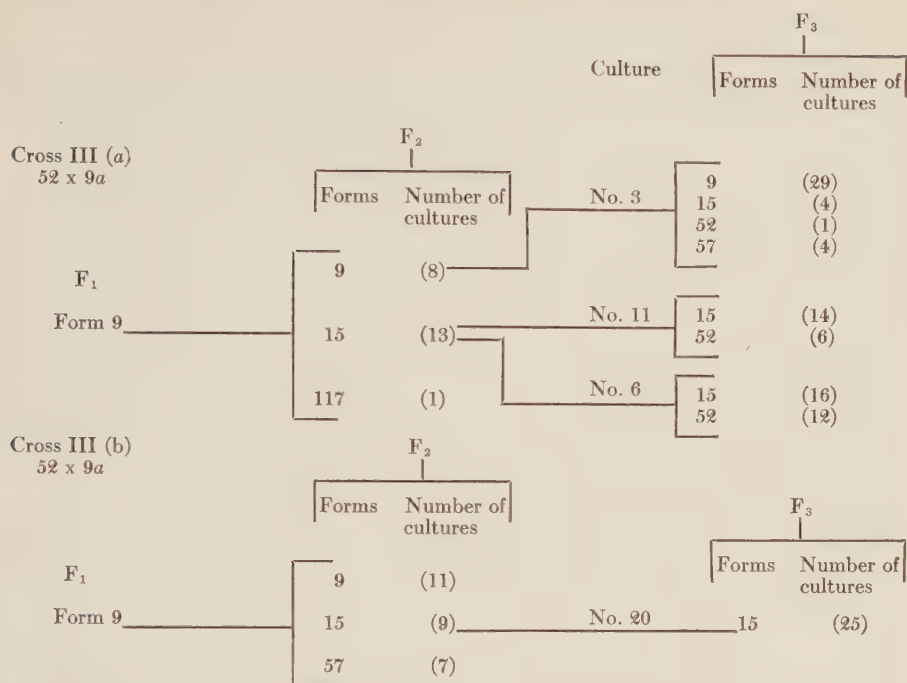 F₃
Culture Forms Number of
cultures
Cross III (a)
52 x 9a
F₂
Forms Number of
cultures
No. 3 9 (29)
15 (4)
52 (1)
57 (4)
F₁
Form 9
9 (8)
15 (13)
117 (1)
No. 11 15 (14)
52 (6)
No. 6 15 (16)
52 (12)
Cross III (b)
52 x 9a
F₂
Forms Number of
cultures
F₃
Forms Number of
cultures
F₁
Form 9
9 (11)
15 (9) No. 20 15 (25)
57 (7)